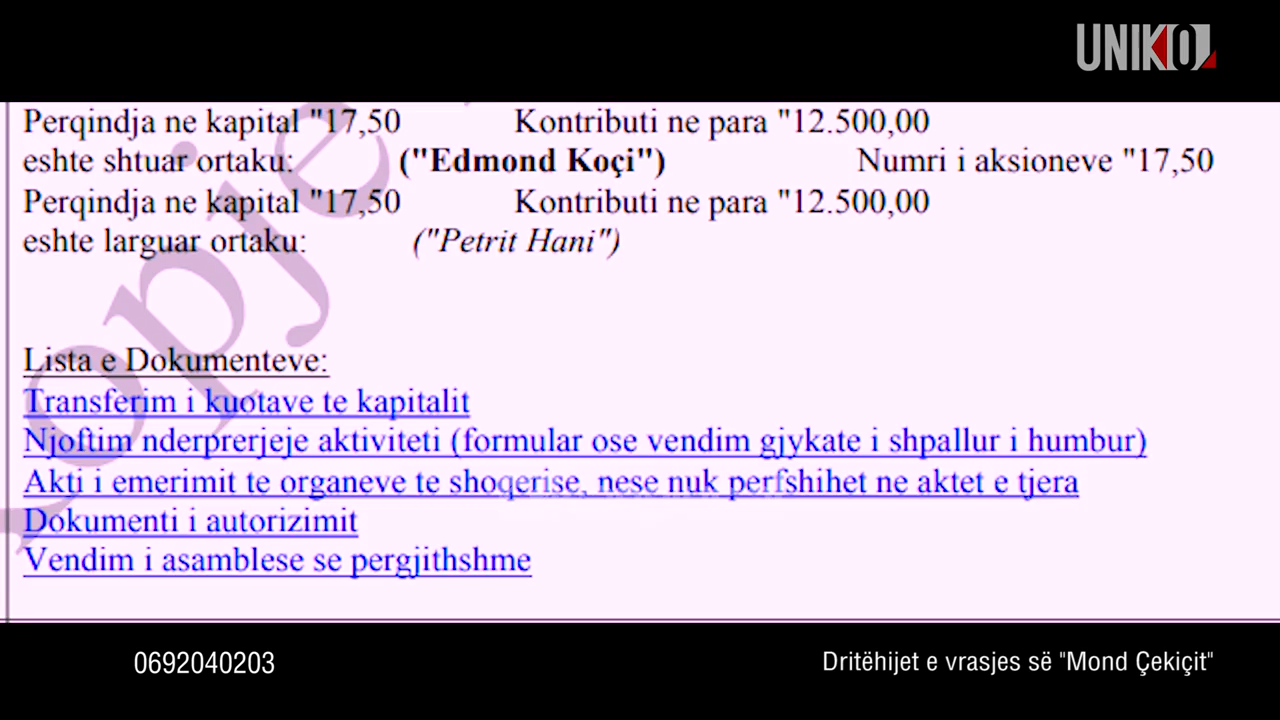 UNIKO
Perqindja ne kapital "17,50 Kontributi ne para "12.500,00
eshte shtuar ortaku: ("Edmond Koçi") Numri i aksioneve "17,50
Perqindja ne kapital "17,50 Kontributi ne para "12.500,00
eshte larguar ortaku: ("Petrit Hani")
Lista e Dokumenteve:
Transferim i kuotave te kapitalit
Njoftim nderprerjeje aktiviteti (formular ose vendim gjykate i shpallur i humbur)
Akti i emerimit te organeve te shoqerise, nese nuk perfshihet ne aktet e tjera
Dokumenti i autorizimit
Vendim i asamblese se pergjithshme
0692040203 Dritëhijet e vrasjes së "Mond Çekiçit"